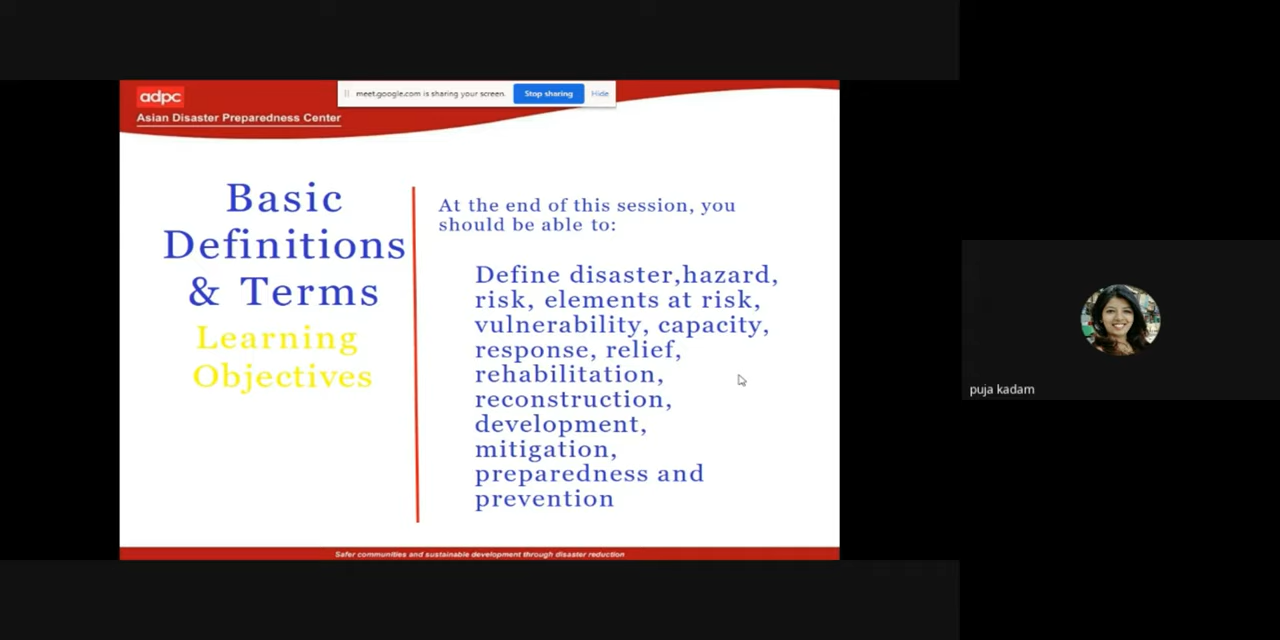 adpc
Asian Disaster Preparedness Center
meet.google.com is sharing your screen.
Stop sharing
Hide
Basic
Definitions
& Terms
Learning
Objectives
At the end of this session, you
should be able to:
Define disaster,hazard,
risk, elements at risk,
vulnerability, capacity,
response, relief,
rehabilitation,
reconstruction,
development,
mitigation,
preparedness and
prevention
Safer communities and sustainable development through disaster reduction
puja kadam